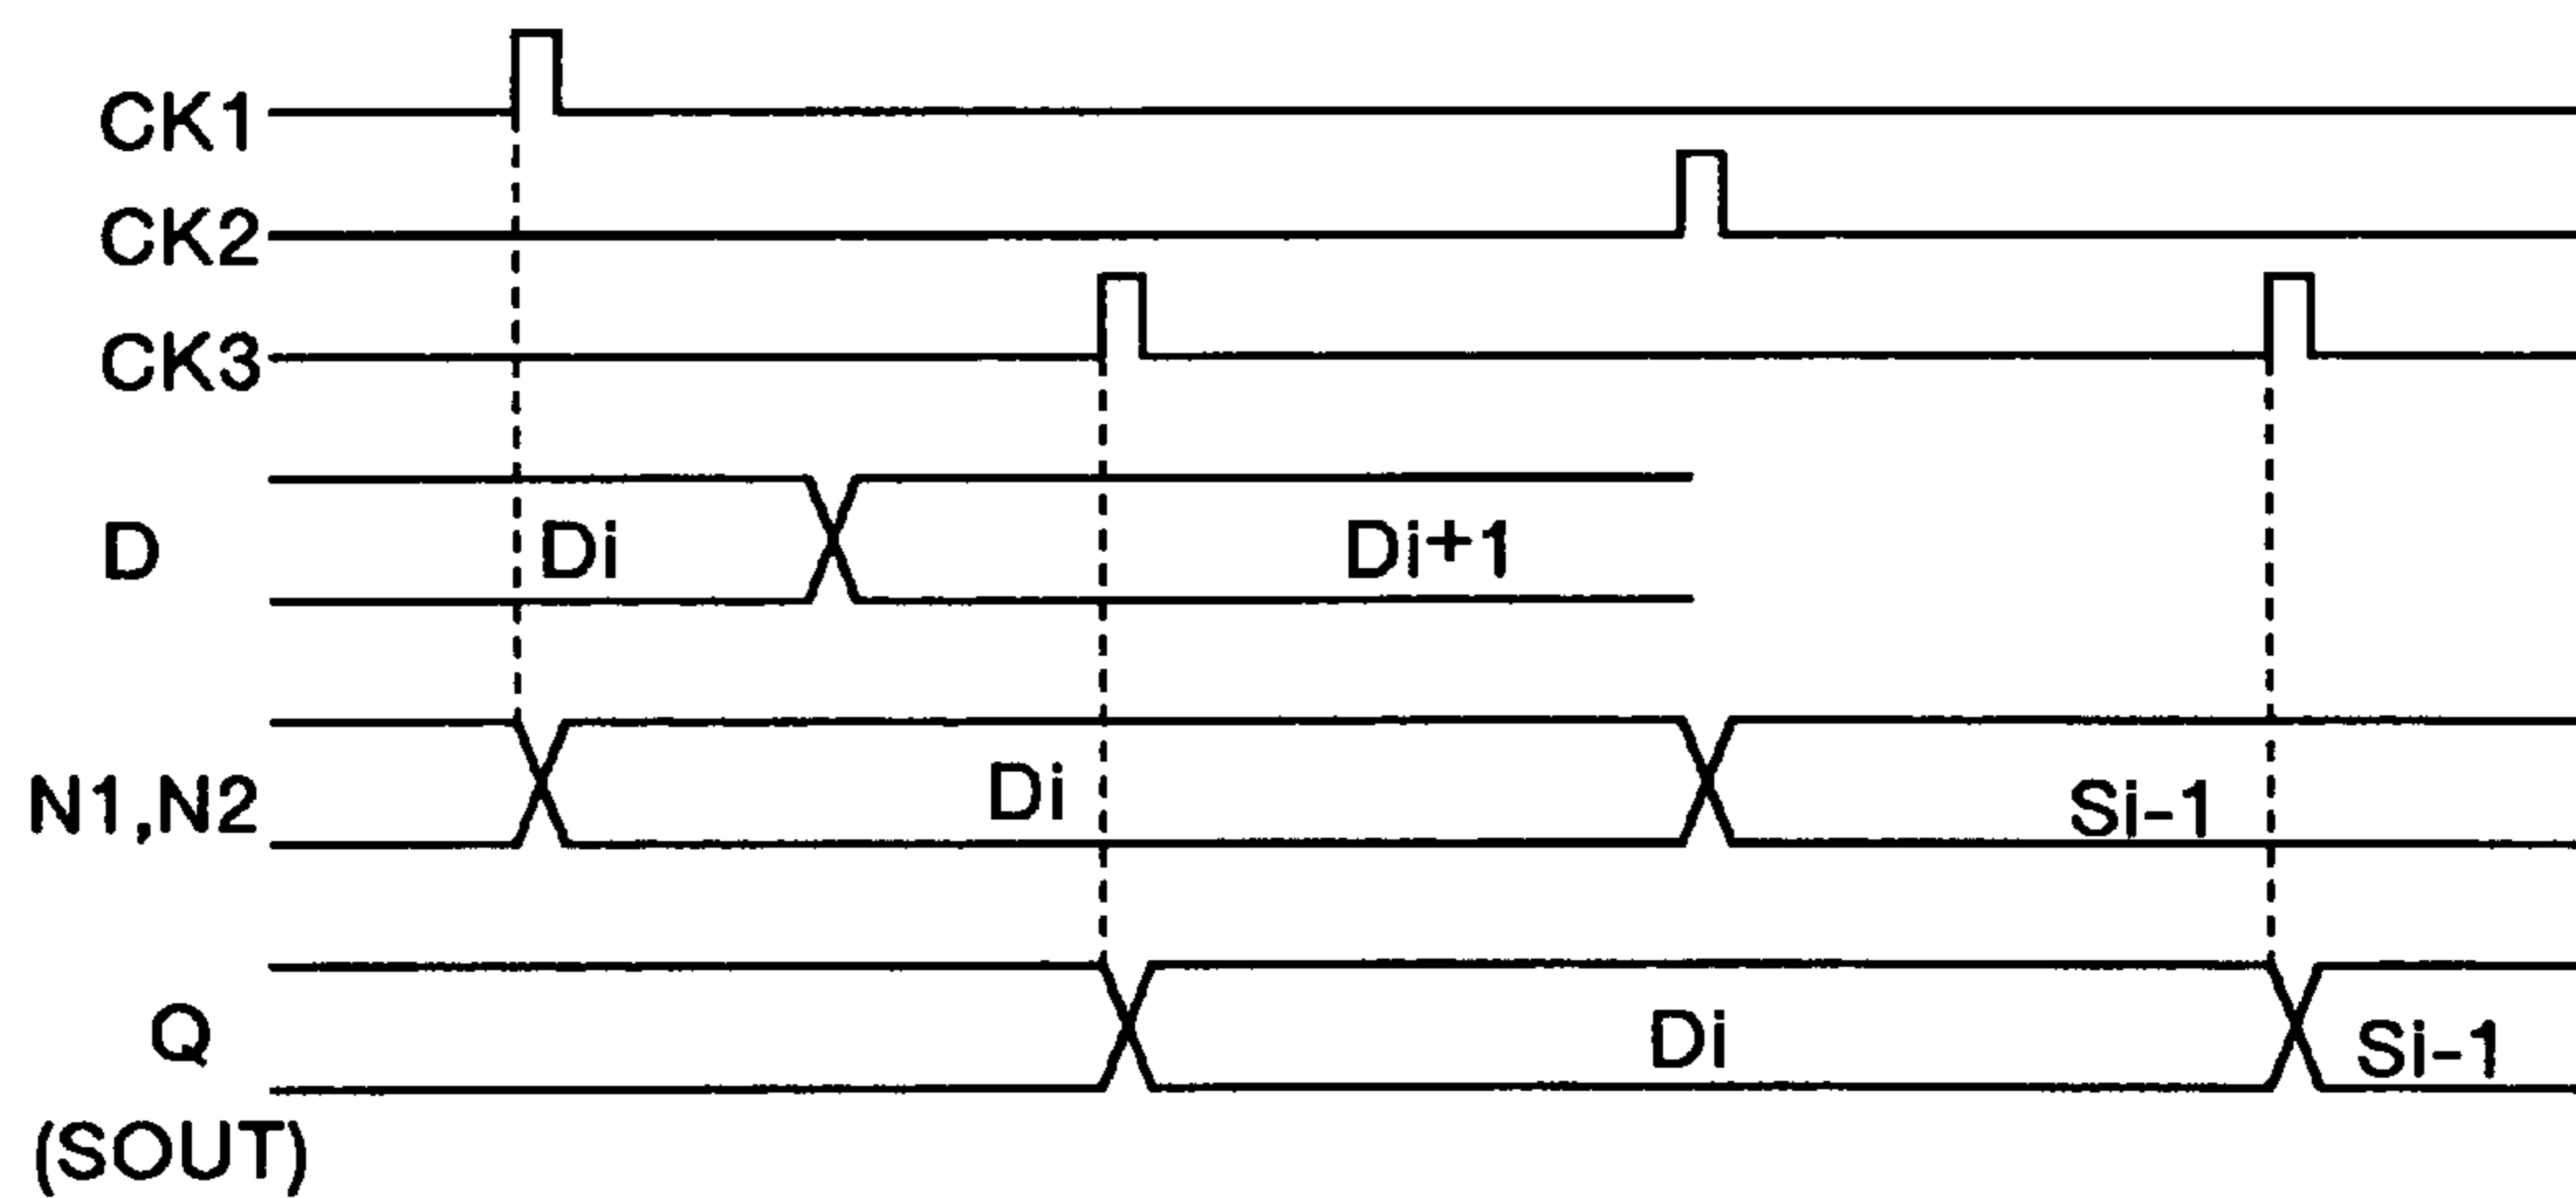 CK1
CK2
CK3
D Di Di+1
N1,N2 Di Si-1
Q Di Si-1
(SOUT)